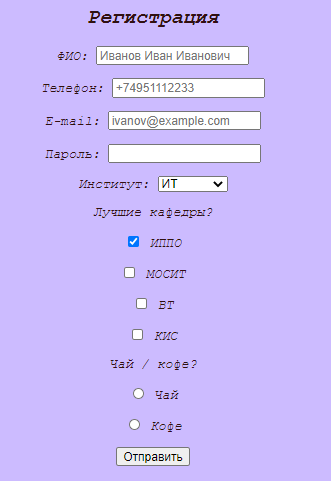 Регистрация
ФИО: Иванов Иван Иванович
Телефон: +74951112233
E-mail: ivanov@example.com
Пароль:
Институт: ИТ
Лучшие кафедры?
ИППО
МОСИТ
ВТ
КИС
Чай / кофе?
Чай
Кофе
Отправить